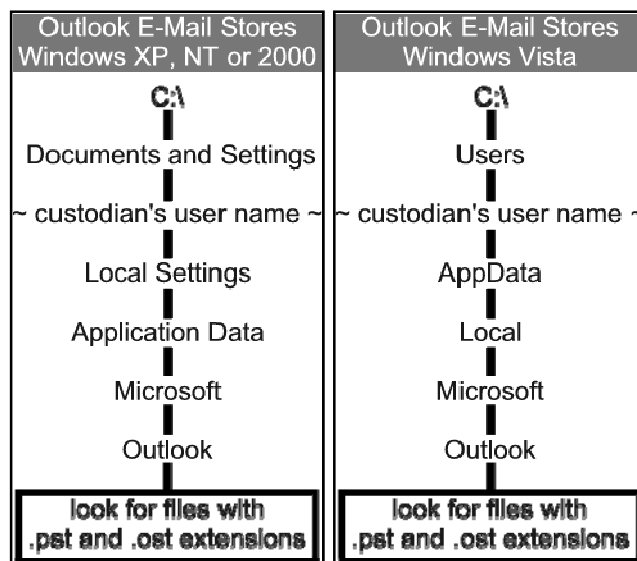 Outlook E-Mail Stores
Windows XP, NT or 2000
C:\
Documents and Settings
~ custodian's user name ~
Local Settings
Application Data
Microsoft
Outlook
look for files with
.pst and .ost extensions
Outlook E-Mail Stores
Windows Vista
C:\
Users
~ custodian's user name ~
AppData
Local
Microsoft
Outlook
look for files with
.pst and .ost extensions